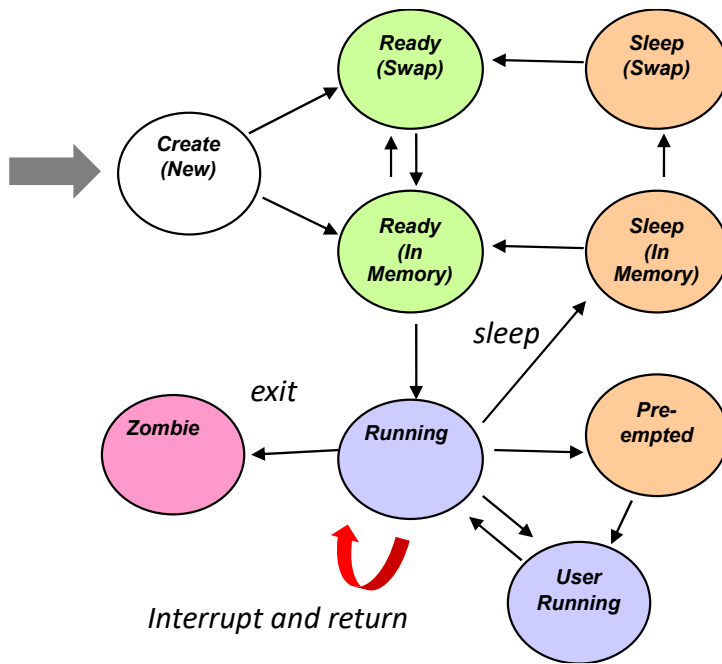 Ready
(Swap)
Sleep
(Swap)
Create
(New)
Ready
(In
Memory)
Sleep
(In
Memory)
sleep
exit
Zombie
Running
Pre-
empted
User
Running
Interrupt and return